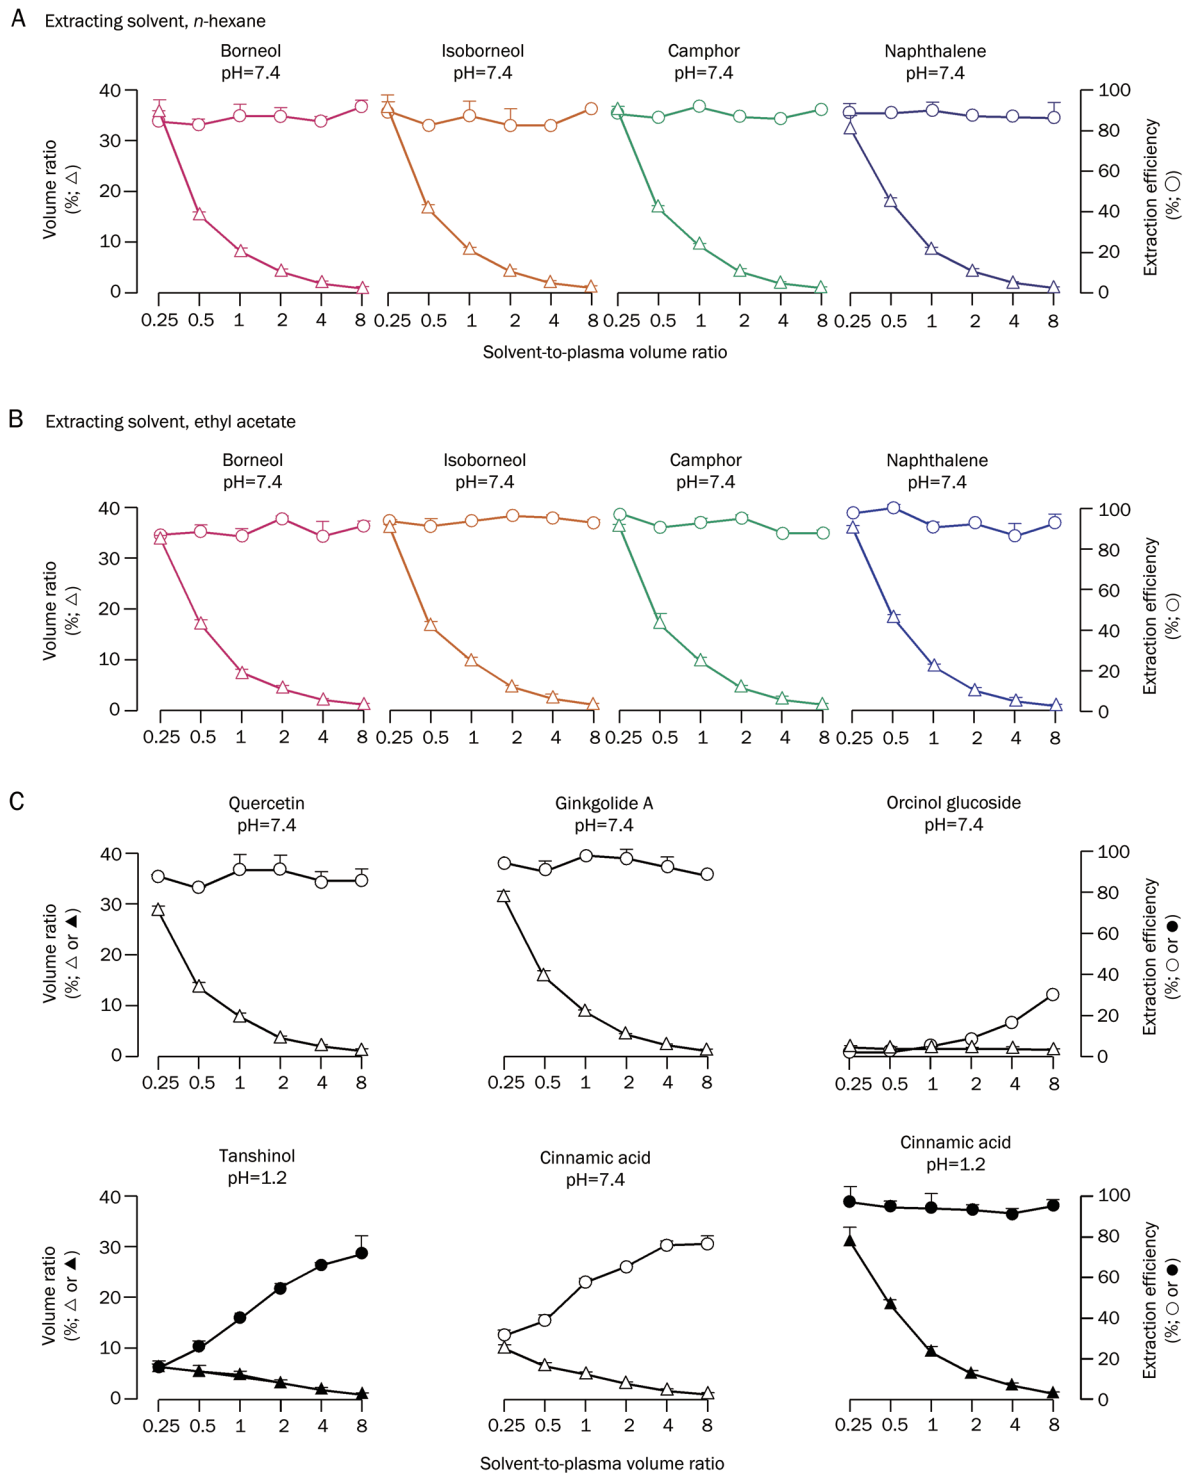 A Extracting solvent, n-hexane
Borneol Isoborneol Camphor Naphthalene
pH=7.4 pH=7.4 pH=7.4 pH=7.4
Volume ratio
(%; △)
40
30
20
10
0
Extraction efficiency
(%; ○)
100
80
60
40
20
0
0.25 0.5 1 2 4 8 0.25 0.5 1 2 4 8 0.25 0.5 1 2 4 8 0.25 0.5 1 2 4 8
Solvent-to-plasma volume ratio
B Extracting solvent, ethyl acetate
Borneol Isoborneol Camphor Naphthalene
pH=7.4 pH=7.4 pH=7.4 pH=7.4
Volume ratio
(%; △)
40
30
20
10
0
Extraction efficiency
(%; ○)
100
80
60
40
20
0
0.25 0.5 1 2 4 8 0.25 0.5 1 2 4 8 0.25 0.5 1 2 4 8 0.25 0.5 1 2 4 8
C
Quercetin Ginkgolide A Orcinol glucoside
pH=7.4 pH=7.4 pH=7.4
Volume ratio
(%; △ or ▲)
40
30
20
10
0
Extraction efficiency
(%; ○ or ●)
100
80
60
40
20
0
0.25 0.5 1 2 4 8 0.25 0.5 1 2 4 8 0.25 0.5 1 2 4 8
Tanshinol Cinnamic acid Cinnamic acid
pH=1.2 pH=7.4 pH=1.2
Volume ratio
(%; △ or ▲)
40
30
20
10
0
Extraction efficiency
(%; ○ or ●)
100
80
60
40
20
0
0.25 0.5 1 2 4 8 0.25 0.5 1 2 4 8 0.25 0.5 1 2 4 8
Solvent-to-plasma volume ratio